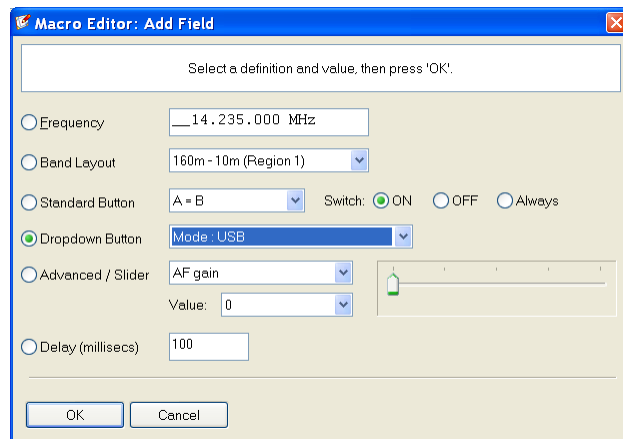 Macro Editor: Add Field
Select a definition and value, then press 'OK'.
Frequency __14.235.000 MHz
Band Layout 160m - 10m (Region 1)
Standard Button A = B Switch: ON OFF Always
Dropdown Button Mode : USB
Advanced / Slider AF gain
Value: 0
Delay (millisecs) 100
OK Cancel